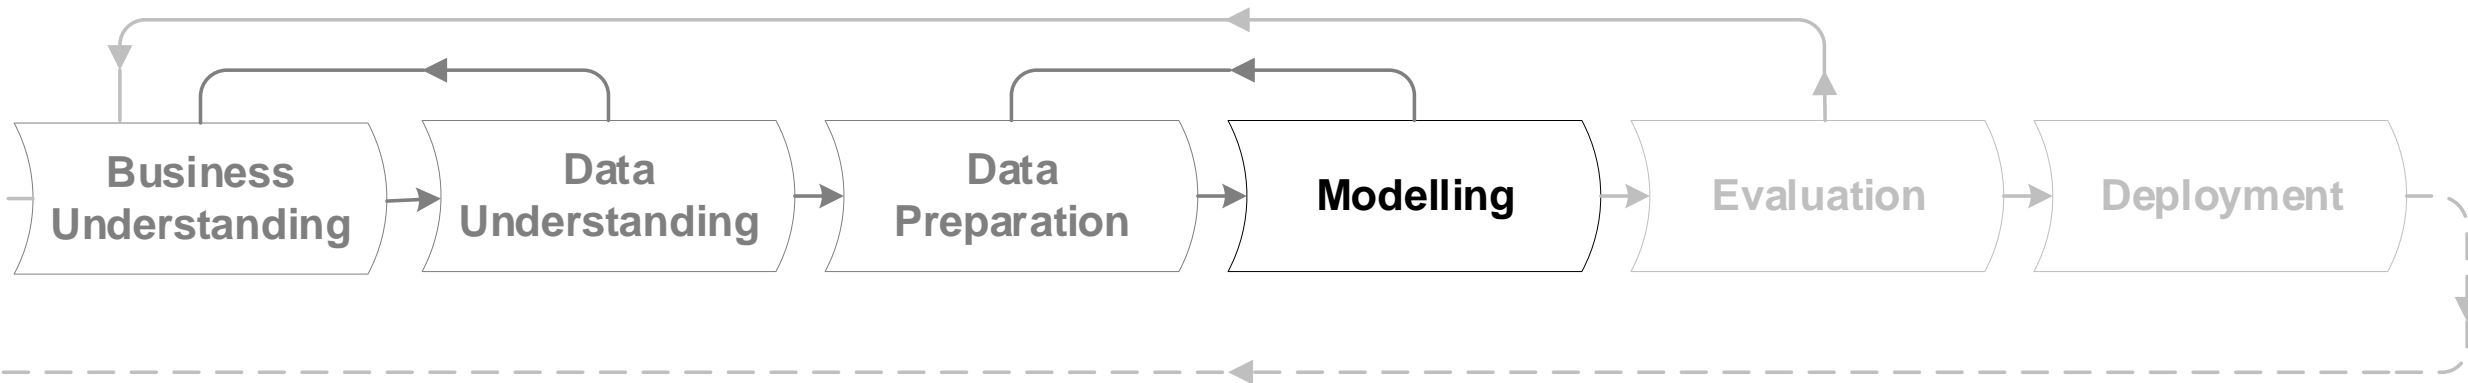 Business
Understanding
Data
Understanding
Data
Preparation
Modelling
Evaluation
Deployment